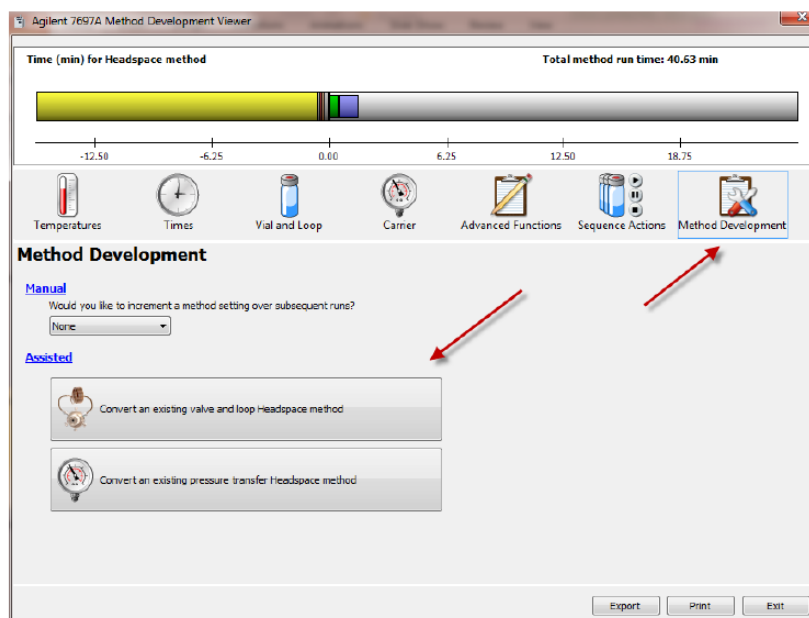 Agilent 7697A Method Development Viewer
Time (min) for Headspace method Total method run time: 40.63 min
-12.50 -6.25 0.00 6.25 12.50 18.75
Temperatures Times Vial and Loop Carrier Advanced Functions Sequence Actions Method Development
Method Development
Manual
Would you like to increment a method setting over subsequent runs?
None
Assisted
Convert an existing valve and loop Headspace method
Convert an existing pressure transfer Headspace method
Export Print Exit